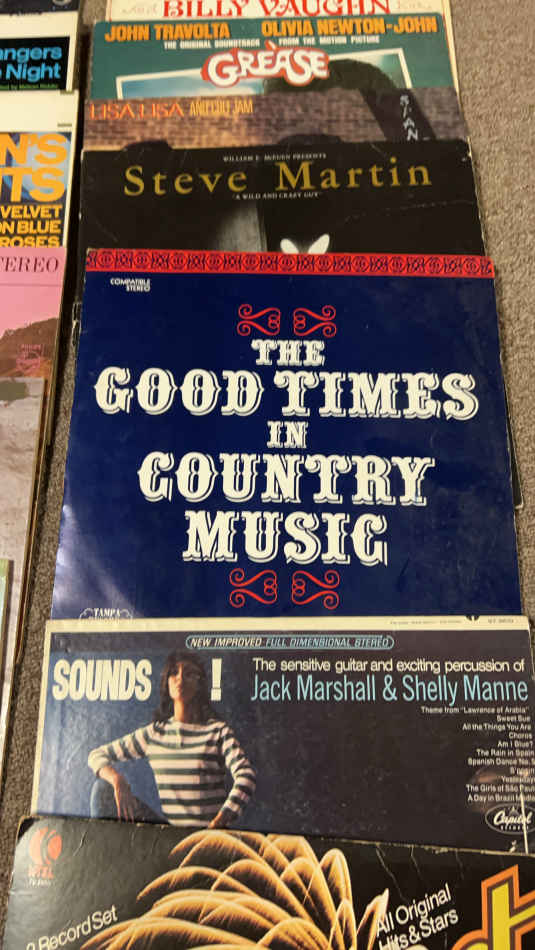 BILLY VAUGHN
JOHN TRAVOLTA OLIVIA NEWTON-JOHN
THE ORIGINAL SOUNDTRACK FROM THE MOTION PICTURE
GREASE
LISA LISA AND CULT JAM
WILLIAM E. McEUEN PRESENTS
Steve Martin
"A WILD AND CRAZY GUY"
COMPATIBLE
STEREO
THE
GOOD TIMES
IN
COUNTRY
MUSIC
TAMPA
NEW IMPROVED FULL DIMENSIONAL STEREO
SOUNDS !
The sensitive guitar and exciting percussion of
Jack Marshall & Shelly Manne
Theme from "Lawrence of Arabia"
Sweet Sue
All the Things You Are
Choros
Am I Blue?
The Rain in Spain
Spanish Dance No. 5
Yesterdays
The Girls of São Paulo
A Day in Brazil
Capitol
RECORDS
K-TEL
Record Set
All Original
Hits & Stars
angers
Night
N'S
TS
VELVET
ON BLUE
ROSES
TEREO